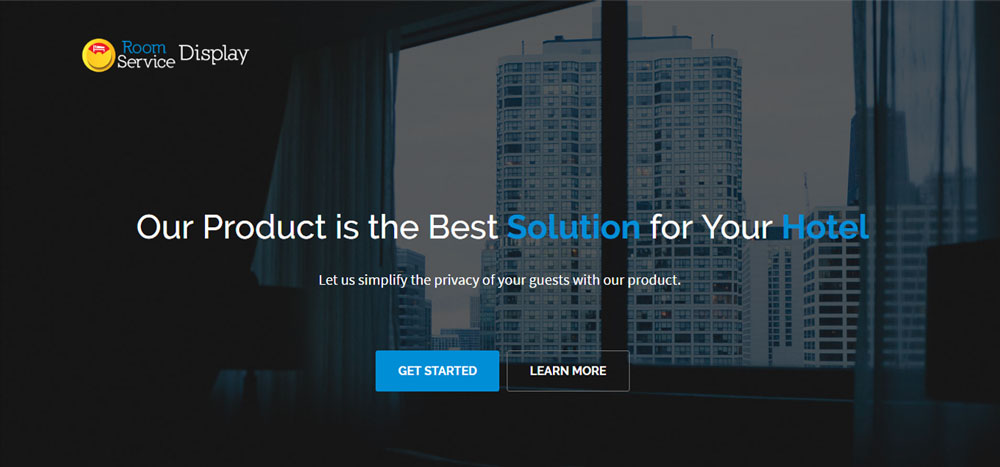 Room
Service Display
Our Product is the Best Solution for Your Hotel
Let us simplify the privacy of your guests with our product.
GET STARTED LEARN MORE